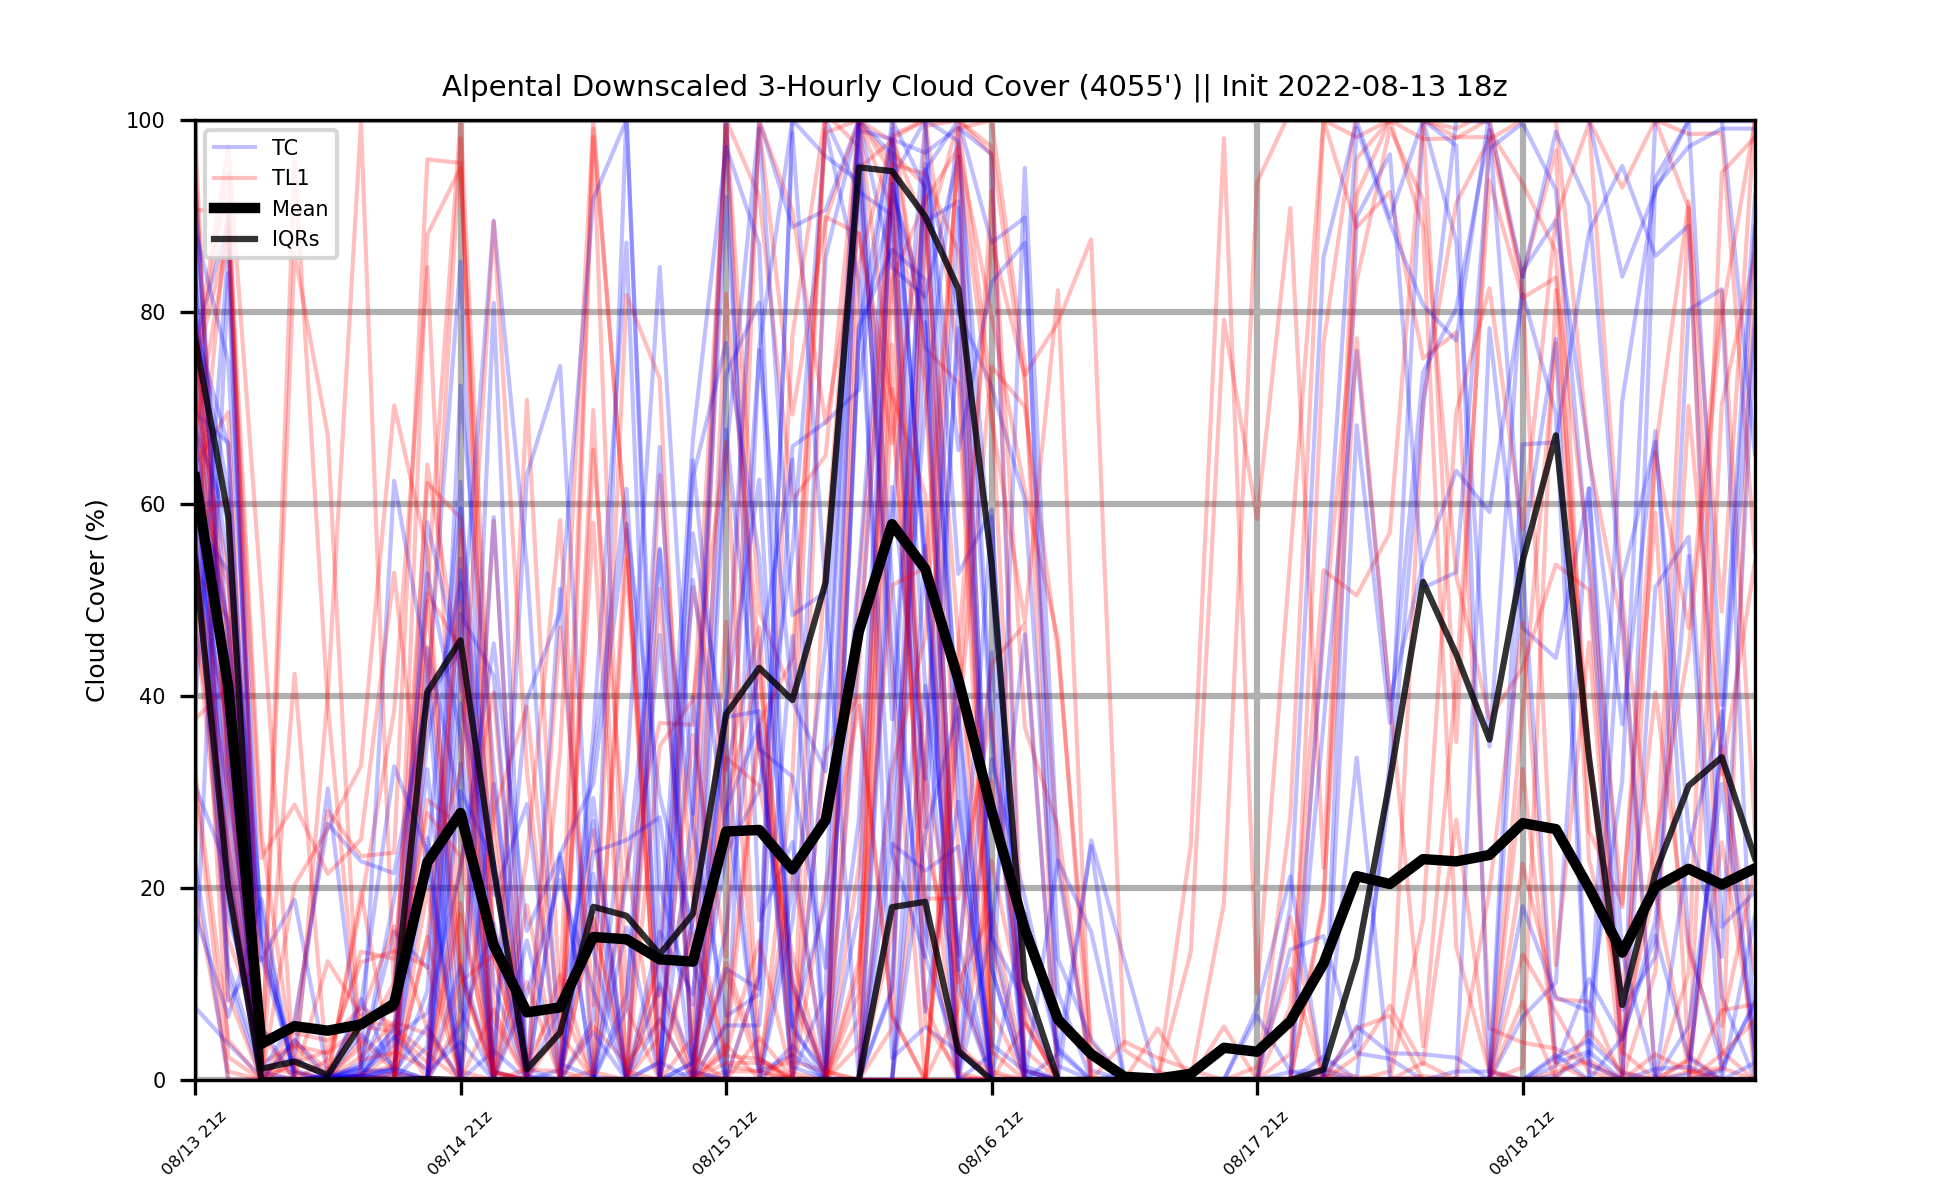 Alpental Downscaled 3-Hourly Cloud Cover (4055') || Init 2022-08-13 18z
TC
TL1
Mean
IQRs
Cloud Cover (%)
100
80
60
40
20
0
08/13 21z
08/14 21z
08/15 21z
08/16 21z
08/17 21z
08/18 21z